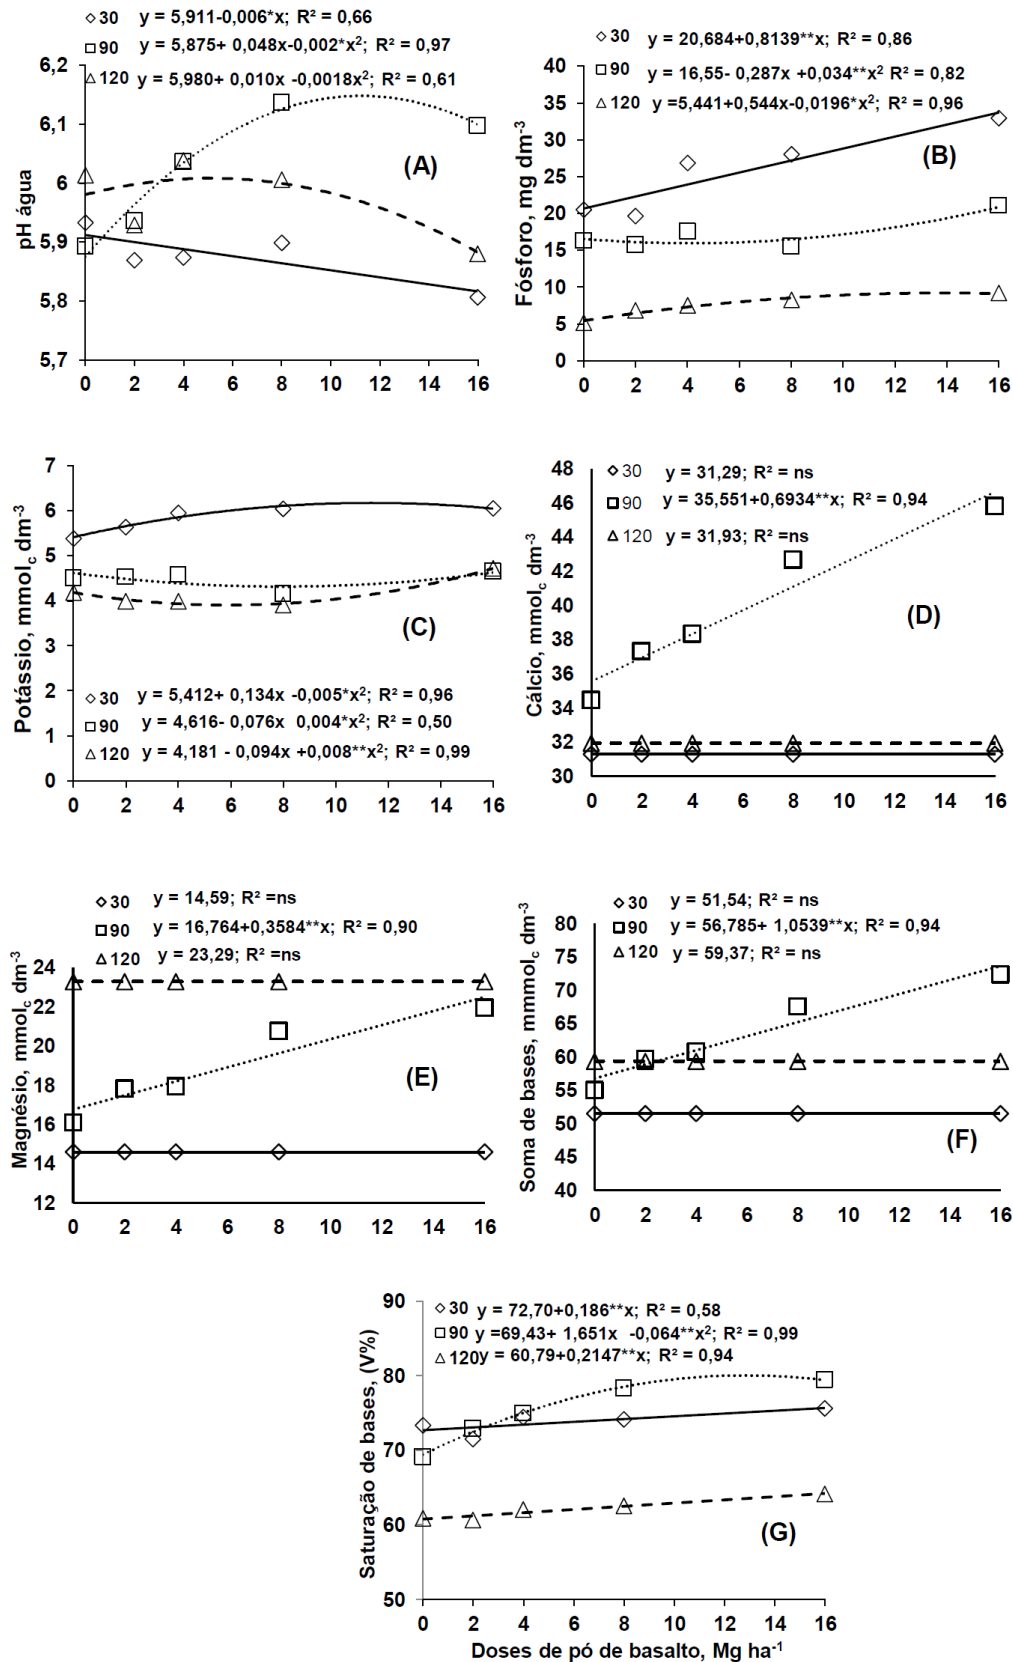 30 y = 5,911-0,006*x; R² = 0,66
90 y = 5,875+ 0,048x-0,002*x²; R² = 0,97
120 y = 5,980+ 0,010x -0,0018x²; R² = 0,61
6,2
6,1
6
5,9
5,8
5,7
pH água
(A)
0 2 4 6 8 10 12 14 16
30 y = 20,684+0,8139**x; R² = 0,86
90 y = 16,55- 0,287x +0,034**x² R² = 0,82
120 y =5,441+0,544x-0,0196*x²; R² = 0,96
40
35
30
25
20
15
10
5
0
Fósforo, mg dm-³
(B)
0 2 4 6 8 10 12 14 16
7
6
5
4
3
2
1
0
Potássio, mmolc dm-³
(C)
30 y = 5,412+ 0,134x -0,005*x²; R² = 0,96
90 y = 4,616- 0,076x 0,004*x²; R² = 0,50
120 y = 4,181 - 0,094x +0,008**x²; R² = 0,99
0 2 4 6 8 10 12 14 16
48
46
44
42
40
38
36
34
32
30
Cálcio, mmolc dm-³
30 y = 31,29; R² = ns
90 y = 35,551+0,6934**x; R² = 0,94
120 y = 31,93; R² =ns
(D)
0 2 4 6 8 10 12 14 16
30 y = 14,59; R² =ns
90 y = 16,764+0,3584**x; R² = 0,90
120 y = 23,29; R² =ns
24
22
20
18
16
14
12
Magnésio, mmolc dm-³
(E)
0 2 4 6 8 10 12 14 16
30 y = 51,54; R² = ns
90 y = 56,785+ 1,0539**x; R² = 0,94
120 y = 59,37; R² = ns
80
75
70
65
60
55
50
45
40
Soma de bases, mmmolc dm-³
(F)
0 2 4 6 8 10 12 14 16
30 y = 72,70+0,186**x; R² = 0,58
90 y =69,43+ 1,651x -0,064**x²; R² = 0,99
120 y = 60,79+0,2147**x; R² = 0,94
90
80
70
60
50
Saturação de bases, (V%)
(G)
0 2 4 6 8 10 12 14 16
Doses de pó de basalto, Mg ha-¹